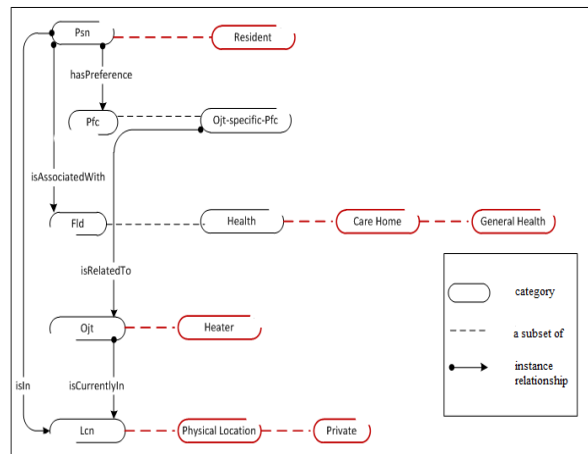 Psn
Resident
hasPreference
Pfc
Ojt-specific-Pfc
isAssociatedWith
Fld
Health
Care Home
General Health
isRelatedTo
category
Ojt
Heater
a subset of
isIn
isCurrentlyIn
instance
relationship
Lcn
Physical Location
Private